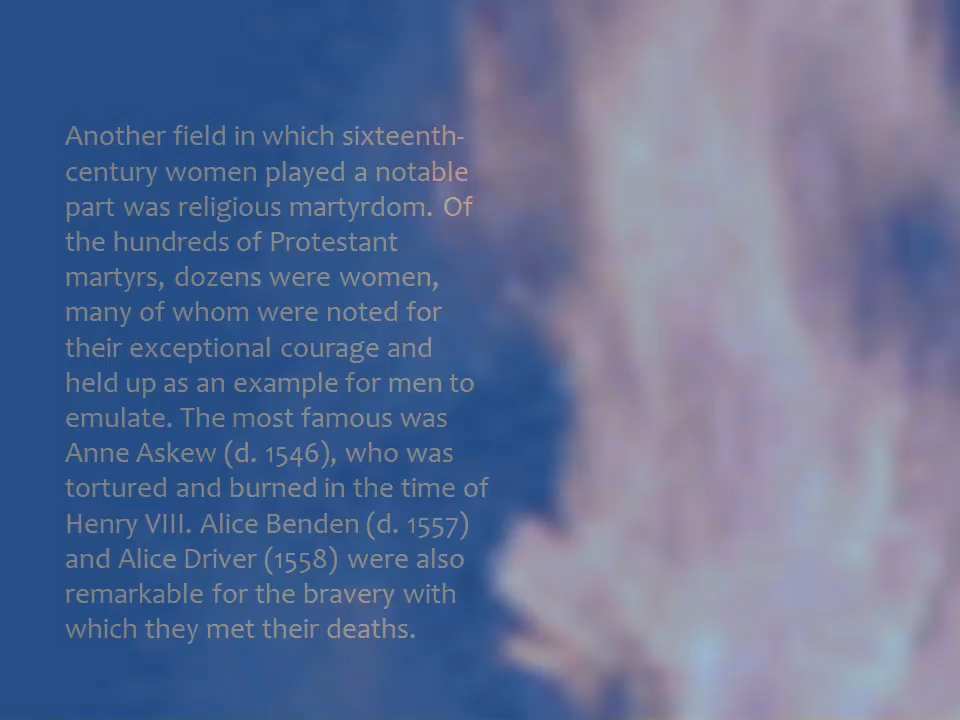 Another field in which sixteenth-
century women played a notable
part was religious martyrdom. Of
the hundreds of Protestant
martyrs, dozens were women,
many of whom were noted for
their exceptional courage and
held up as an example for men to
emulate. The most famous was
Anne Askew (d. 1546), who was
tortured and burned in the time of
Henry VIII. Alice Benden (d. 1557)
and Alice Driver (1558) were also
remarkable for the bravery with
which they met their deaths.